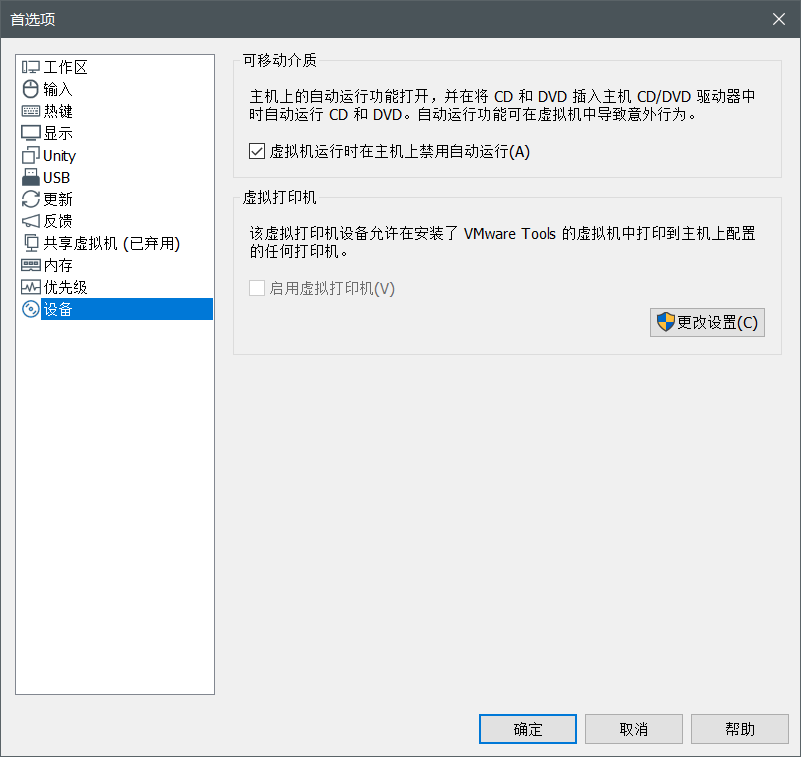 首选项
工作区
输入
热键
显示
Unity
USB
更新
反馈
共享虚拟机 (已弃用)
内存
优先级
设备
可移动介质
主机上的自动运行功能打开，并在将 CD 和 DVD 插入主机 CD/DVD 驱动器中
时自动运行 CD 和 DVD。自动运行功能可在虚拟机中导致意外行为。
虚拟机运行时在主机上禁用自动运行(A)
虚拟打印机
该虚拟打印机设备允许在安装了 VMware Tools 的虚拟机中打印到主机上配置
的任何打印机。
启用虚拟打印机(V)
更改设置(C)
确定
取消
帮助